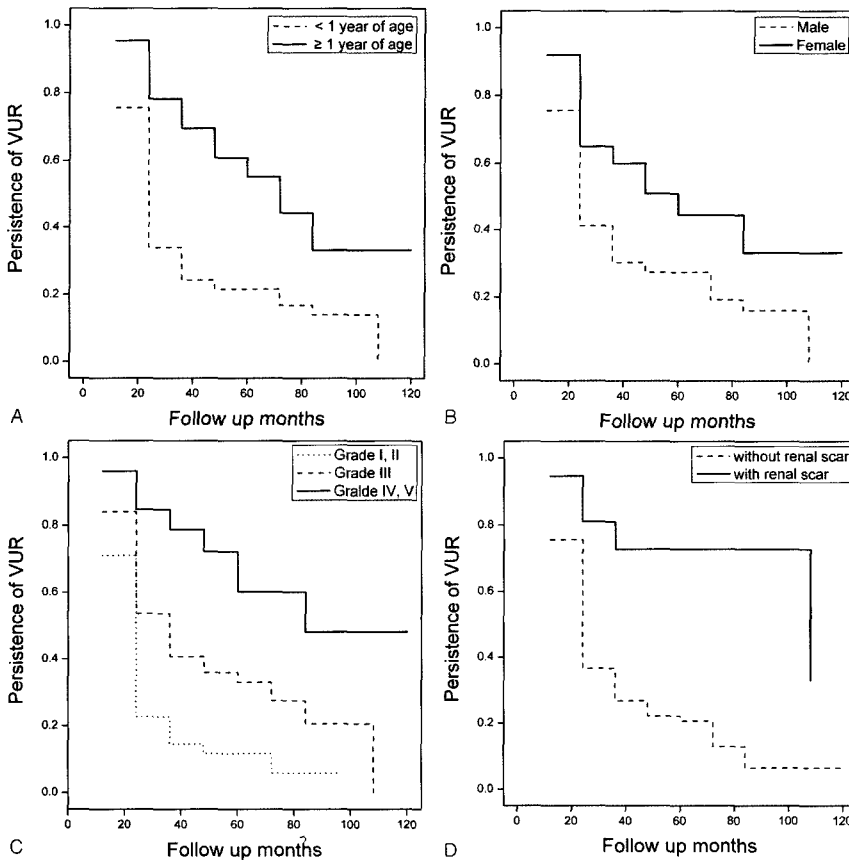 1.0
0.8
0.6
0.4
0.2
0.0
Persistence of VUR
< 1 year of age
≥ 1 year of age
0 20 40 60 80 100 120
Follow up months
A
1.0
0.8
0.6
0.4
0.2
0.0
Persistence of VUR
Male
Female
0 20 40 60 80 100 120
Follow up months
B
1.0
0.8
0.6
0.4
0.2
0.0
Persistence of VUR
Grade I, II
Grade III
Gralde IV, V
0 20 40 60 80 100 120
?
Follow up months
C
1.0
0.8
0.6
0.4
0.2
0.0
Persistence of VUR
without renal scar
with renal scar
0 20 40 60 80 100 120
Follow up months
D